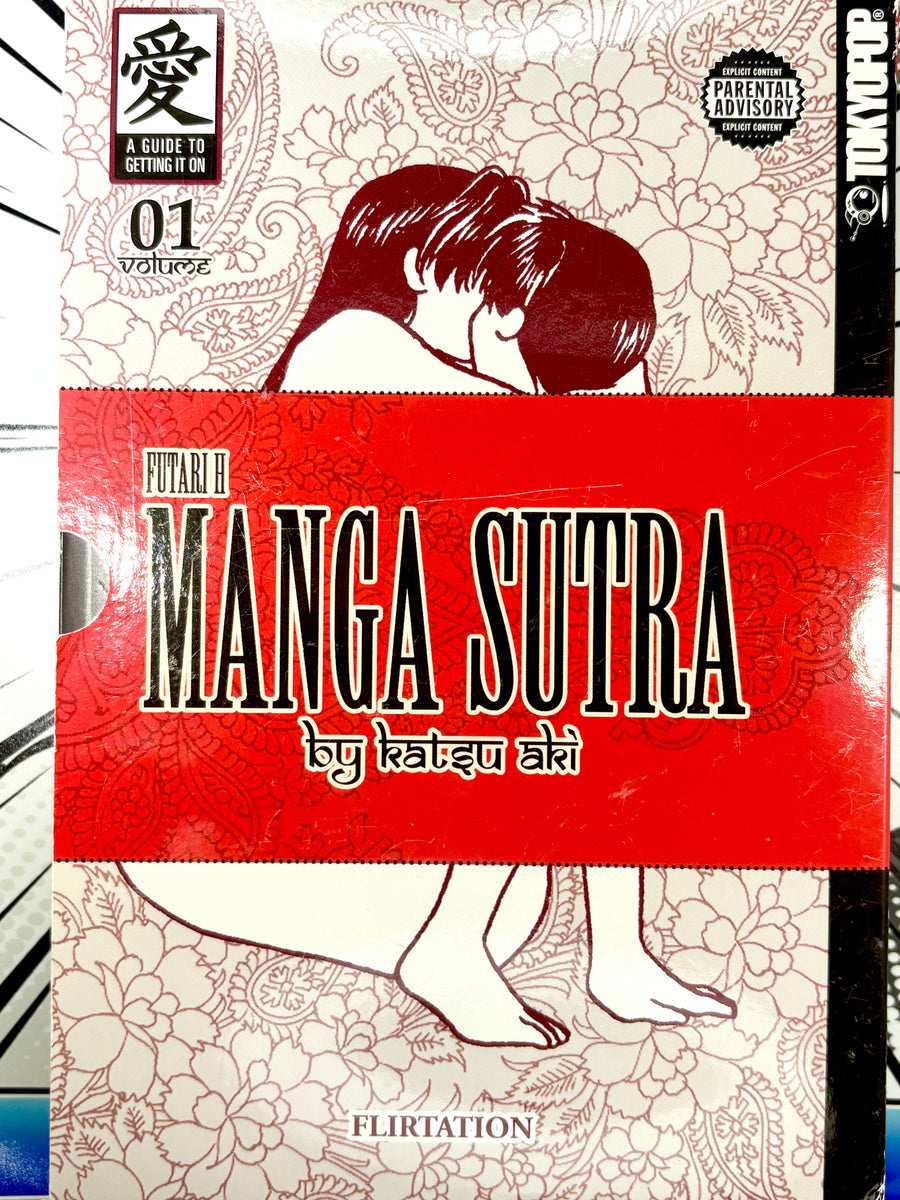 愛
A GUIDE TO
GETTING IT ON
01
volume
EXPLICIT CONTENT
PARENTAL
ADVISORY
EXPLICIT CONTENT
TOKYOPOP®
FUTARI H
MANGA SUTRA
by katsu aki
FLIRTATION